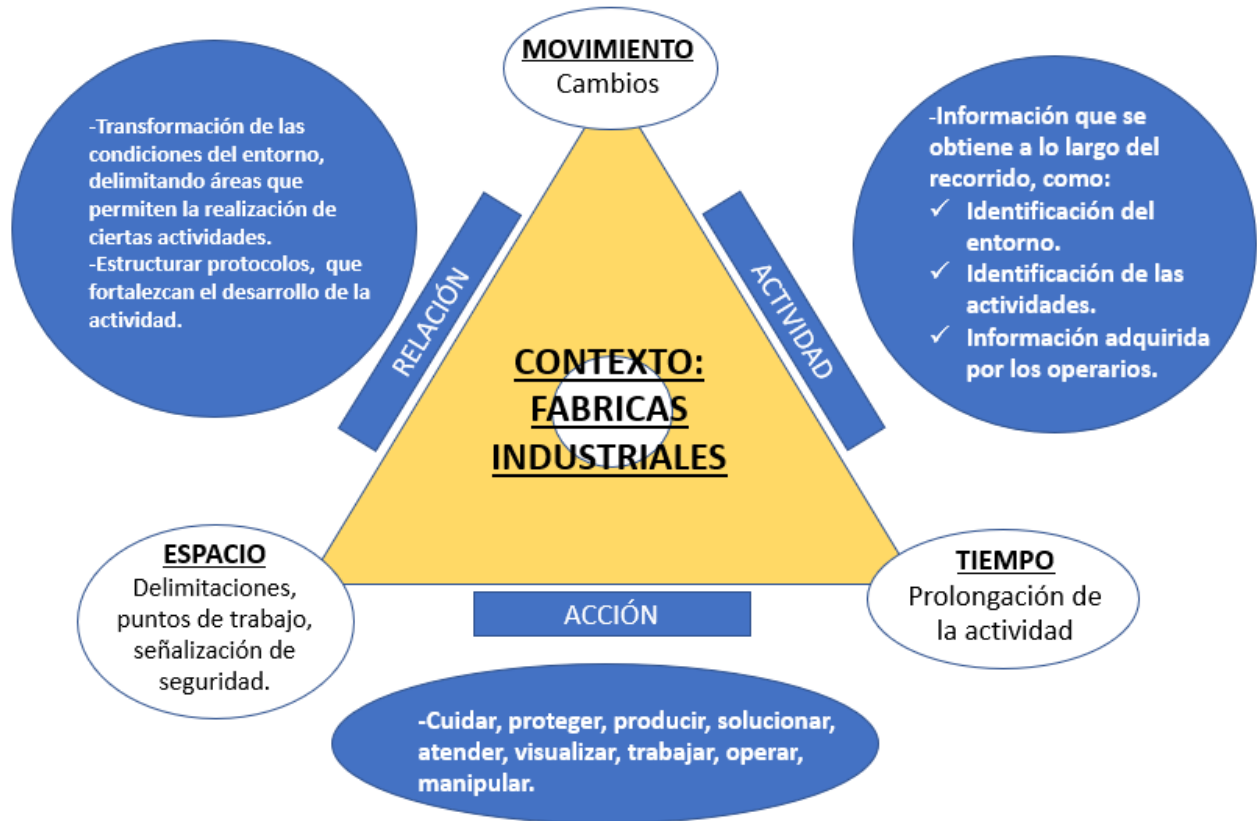 MOVIMIENTO
Cambios
-Transformación de las
condiciones del entorno,
delimitando áreas que
permiten la realización de
ciertas actividades.
-Estructurar protocolos, que
fortalezcan el desarrollo de la
actividad.
-Información que se
obtiene a lo largo del
recorrido, como:
✓ Identificación del
entorno.
✓ Identificación de las
actividades.
✓ Información adquirida
por los operarios.
RELACIÓN
ACTIVIDAD
CONTEXTO:
FABRICAS
INDUSTRIALES
ESPACIO
Delimitaciones,
puntos de trabajo,
señalización de
seguridad.
TIEMPO
Prolongación de
la actividad
ACCIÓN
-Cuidar, proteger, producir, solucionar,
atender, visualizar, trabajar, operar,
manipular.